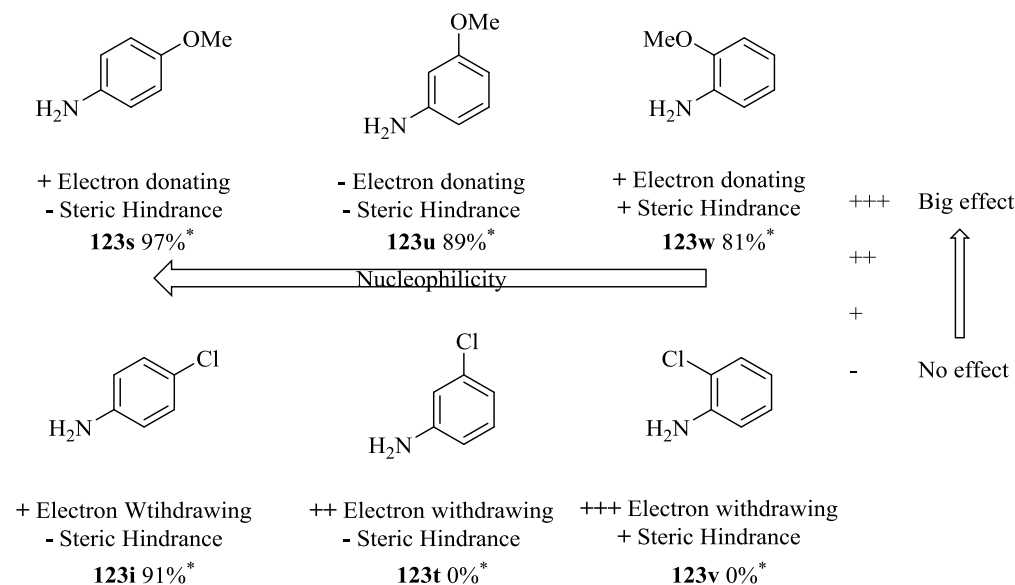 OMe
H₂N
OMe
H₂N
MeO
H₂N
+ Electron donating
- Steric Hindrance
123s 97%*
- Electron donating
- Steric Hindrance
123u 89%*
+ Electron donating
+ Steric Hindrance
123w 81%*
Nucleophilicity
+++ Big effect
++
+
- No effect
Cl
H₂N
Cl
H₂N
Cl
H₂N
+ Electron Wtihdrawing
- Steric Hindrance
123i 91%*
++ Electron withdrawing
- Steric Hindrance
123t 0%*
+++ Electron withdrawing
+ Steric Hindrance
123v 0%*